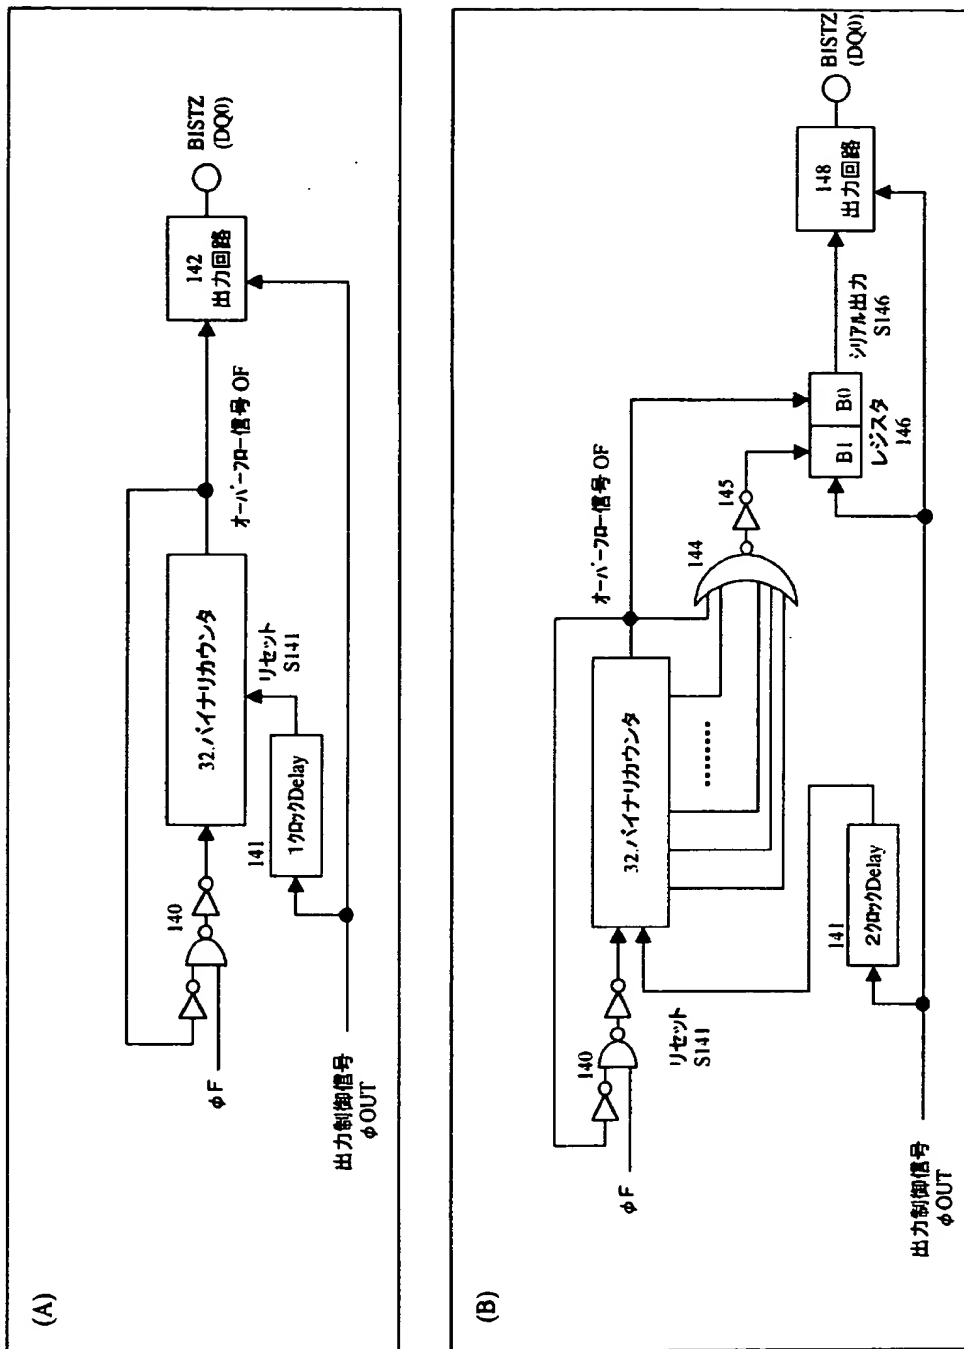 (A)
φF
140
32.バイナリカウンタ
オーバーフロー信号 OF
142
出力回路
BISTZ
(DQ0)
リセット
S141
141
1クロックDelay
出力制御信号
φOUT
(B)
φF
140
32.バイナリカウンタ
オーバーフロー信号 OF
リセット
S141
144
145
B1
B0
レジスタ
146
シリアル出力
S146
148
出力回路
BISTZ
(DQ0)
141
2クロックDelay
出力制御信号
φOUT